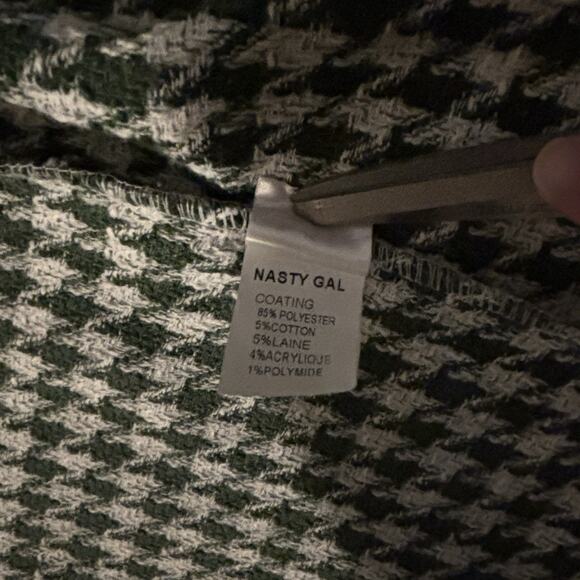 NASTY GAL
COATING
85% POLYESTER
5%COTTON
5%LAINE
4%ACRYLIQUE
1%POLYMIDE